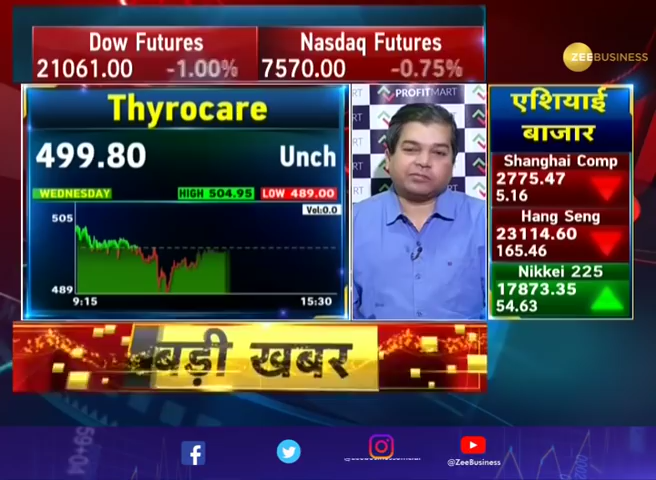 Dow Futures
21061.00 -1.00%
Nasdaq Futures
7570.00 -0.75%
ZEEBUSINESS
Thyrocare
499.80 Unch
WEDNESDAY HIGH 504.95 LOW 489.00
Vol:0.0
505
489
9:15 15:30
PROFITMART
एशियाई
बाजार
Shanghai Comp
2775.47
5.16
Hang Seng
23114.60
165.46
Nikkei 225
17873.35
54.63
बड़ी खबर
@ZeeBusiness